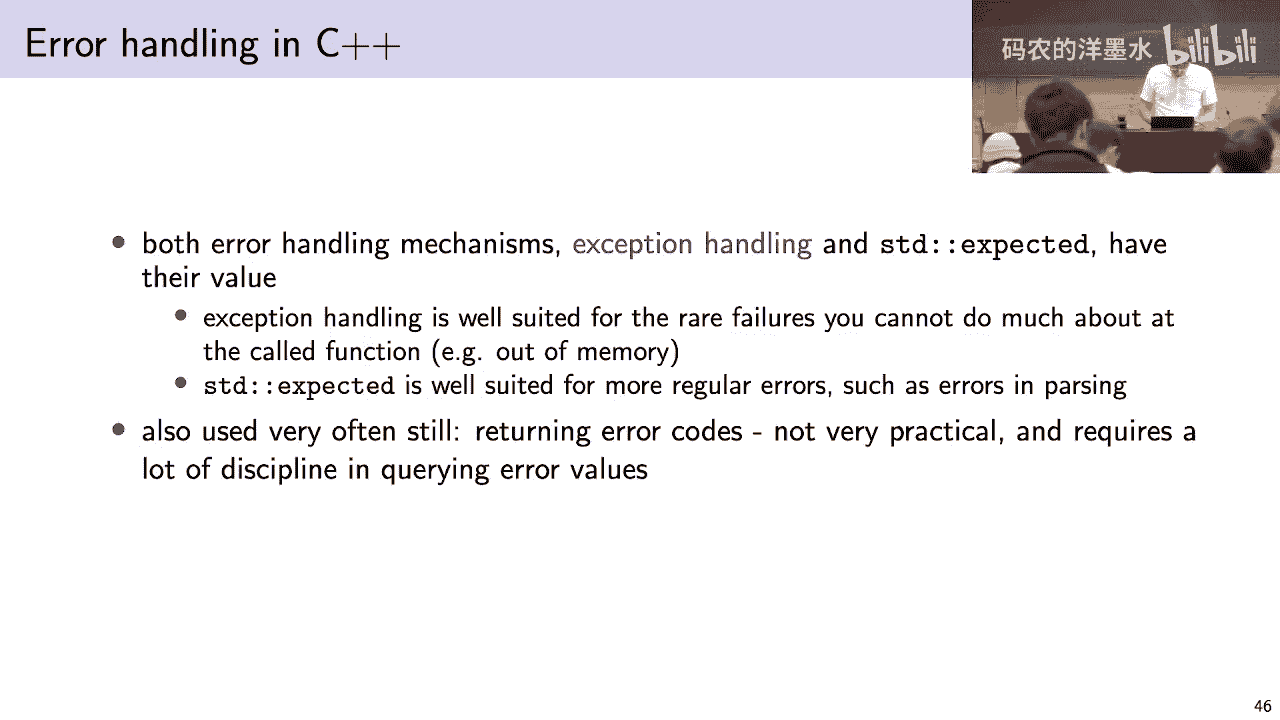 Error handling in C++
码农的洋墨水 bilibili
• both error handling mechanisms, exception handling and std::expected, have
their value
• exception handling is well suited for the rare failures you cannot do much about at
the called function (e.g. out of memory)
• std::expected is well suited for more regular errors, such as errors in parsing
• also used very often still: returning error codes - not very practical, and requires a
lot of discipline in querying error values
46